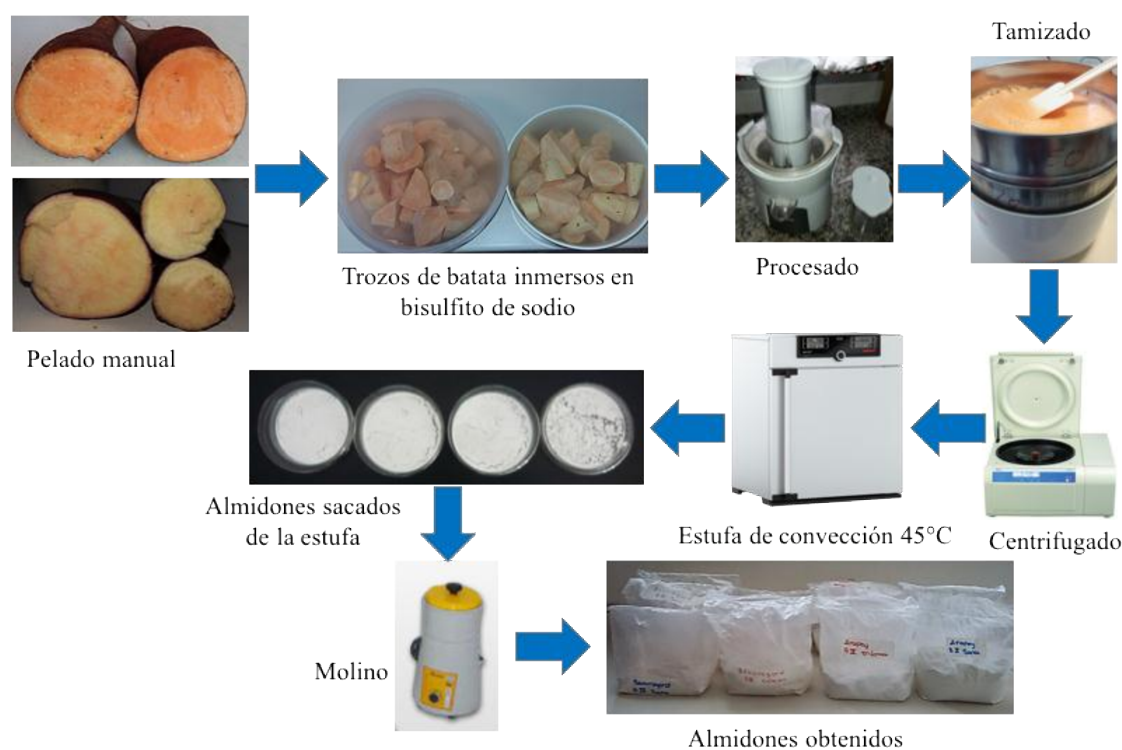 Pelado manual
Trozos de batata inmersos en
bisulfito de sodio
Procesado
Tamizado
Centrifugado
Estufa de convección 45°C
Almidones sacados
de la estufa
Molino
Almidones obtenidos